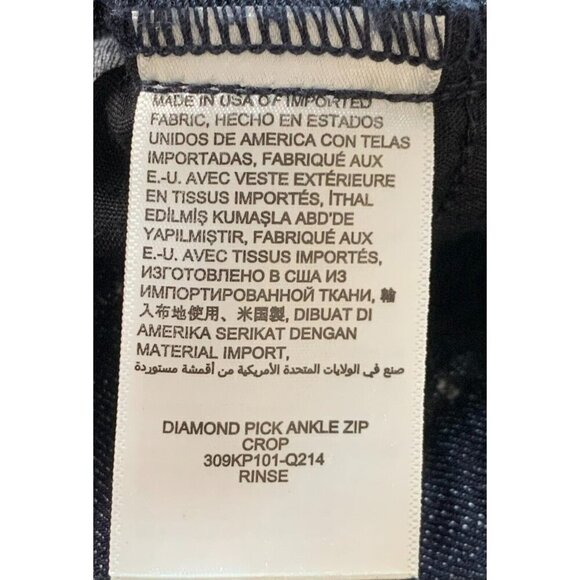 MADE IN USA OF IMPORTED
FABRIC, HECHO EN ESTADOS
UNIDOS DE AMERICA CON TELAS
IMPORTADAS, FABRIQUÉ AUX
E.-U. AVEC VESTE EXTÉRIEURE
EN TISSUS IMPORTÉS, İTHAL
EDİLMİŞ KUMAŞLA ABD'DE
YAPILMIŞTIR, FABRIQUÉ AUX
E.-U. AVEC TISSUS IMPORTÉS,
ИЗГОТОВЛЕНО В США ИЗ
ИМПОРТИРОВАННОЙ ТКАНИ, 輸
入布地使用、米国製, DIBUAT DI
AMERIKA SERIKAT DENGAN
MATERIAL IMPORT,
صنع في الولايات المتحدة الأمريكية من أقمشة مستوردة
DIAMOND PICK ANKLE ZIP
CROP
309KP101-Q214
RINSE